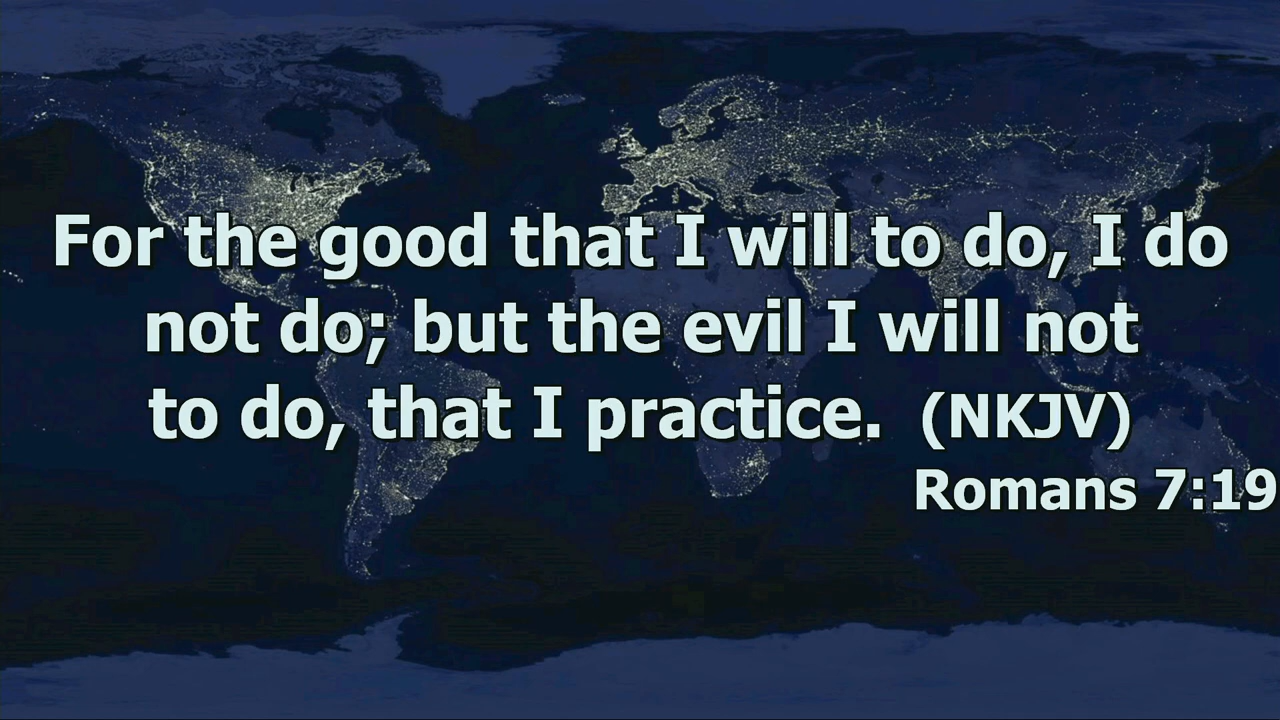 For the good that I will to do, I do
not do; but the evil I will not
to do, that I practice. (NKJV)
Romans 7:19